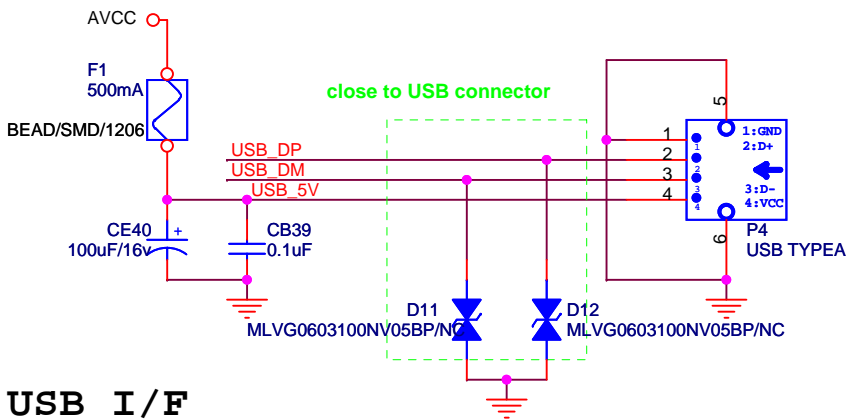 AVCC
F1
500mA
BEAD/SMD/1206
close to USB connector
USB_DP
USB_DM
USB_5V
CE40
100uF/16v
+
CB39
0.1uF
D11
MLVG0603100NV05BP/NC
D12
MLVG0603100NV05BP/NC
1
2
3
4
5
6
1
2
3
4
1:GND
2:D+
3:D-
4:VCC
P4
USB TYPEA
USB I/F